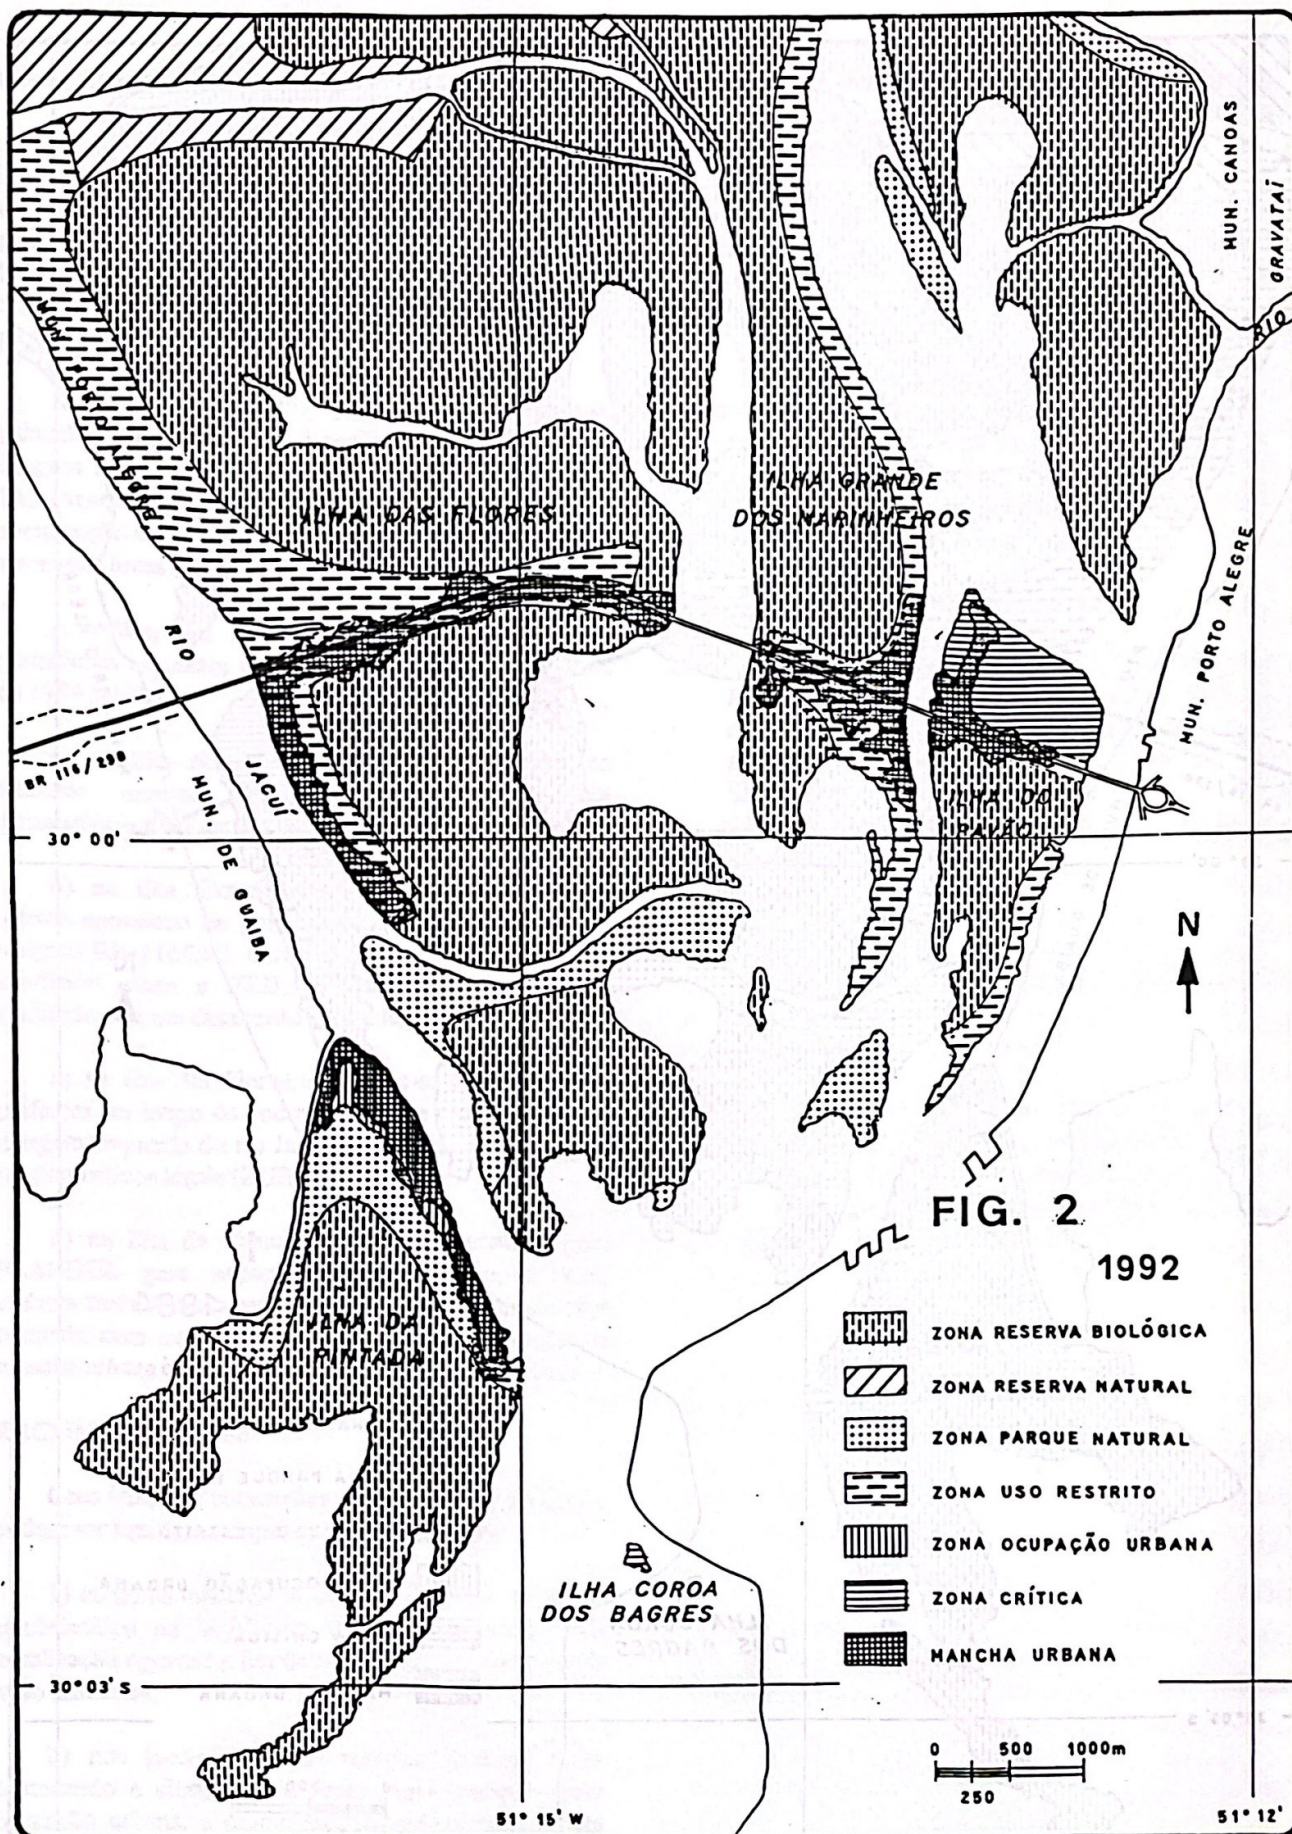 MUN. CANOAS
GRAVATAÍ
RIO
MUN. PORTO ALEGRE
ILHA GRANDE
DOS MARINHEIROS
ILHA DAS FLORES
MUN. PORTO ALEGRE
RIO
JACUÍ
BR 116/290
MUN. DE GUAIBA
30° 00'
ILHA DO
PAVÃO
N
ILHA DA
PINTADA
FIG. 2
1992
ZONA RESERVA BIOLÓGICA
ZONA RESERVA NATURAL
ZONA PARQUE NATURAL
ZONA USO RESTRITO
ZONA OCUPAÇÃO URBANA
ZONA CRÍTICA
MANCHA URBANA
ILHA COROA
DOS BAGRES
30° 03' S
0 500 1000m
250
51° 15' W
51° 12'